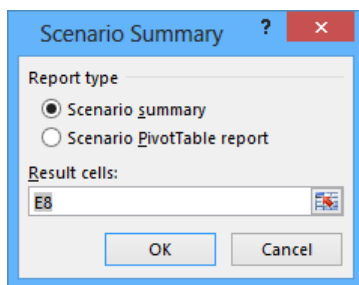 Scenario Summary ? ×
Report type
Scenario summary
Scenario PivotTable report
Result cells:
E8
OK Cancel